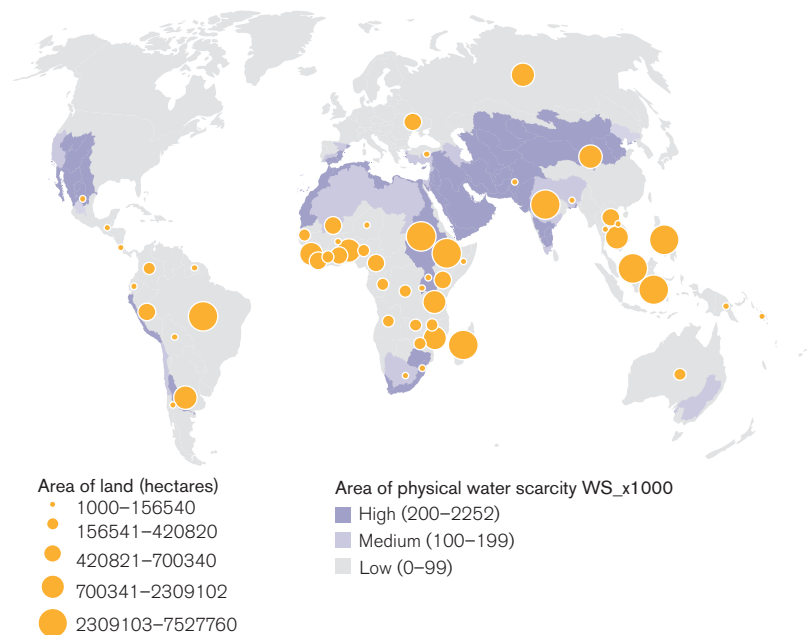 Area of land (hectares)
1000–156540
156541–420820
420821–700340
700341–2309102
2309103–7527760
Area of physical water scarcity WS_x1000
High (200–2252)
Medium (100–199)
Low (0–99)